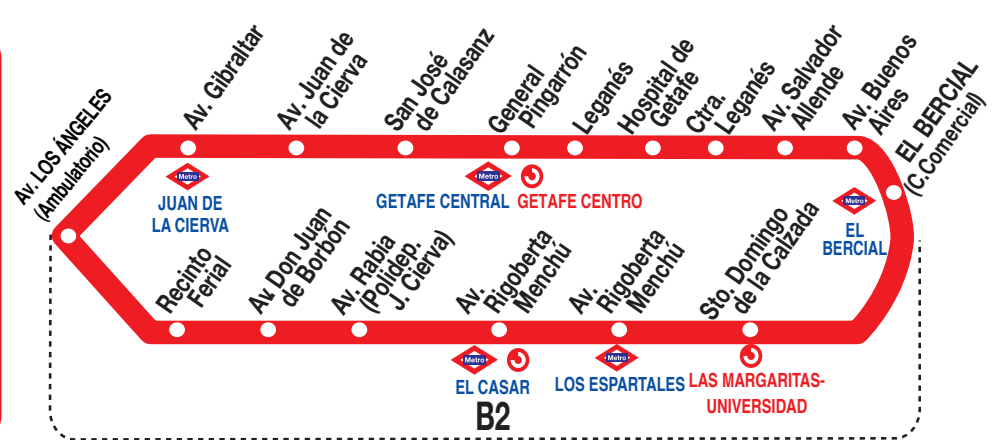 Av. LOS ÁNGELES
(Ambulatorio)
Av. Gibraltar
Av. Juan de
la Cierva
San José
de Calasanz
General
Pingarrón
Leganés
Hospital de
Getafe
Ctra.
Leganés
Av. Salvador
Allende
Av. Buenos
Aires
EL BERCIAL
(C.Comercial)
Metro
JUAN DE
LA CIERVA
Metro
GETAFE CENTRAL GETAFE CENTRO
Metro
EL
BERCIAL
Recinto
Ferial
Av. Don Juan
de Borbón
Av. Rabia
(Polidep.
J. Cierva)
Av.
Rigoberta
Menchú
Av.
Rigoberta
Menchú
Sto. Domingo
de la Calzada
Metro
EL CASAR
Metro
LOS ESPARTALES
LAS MARGARITAS-
UNIVERSIDAD
B2